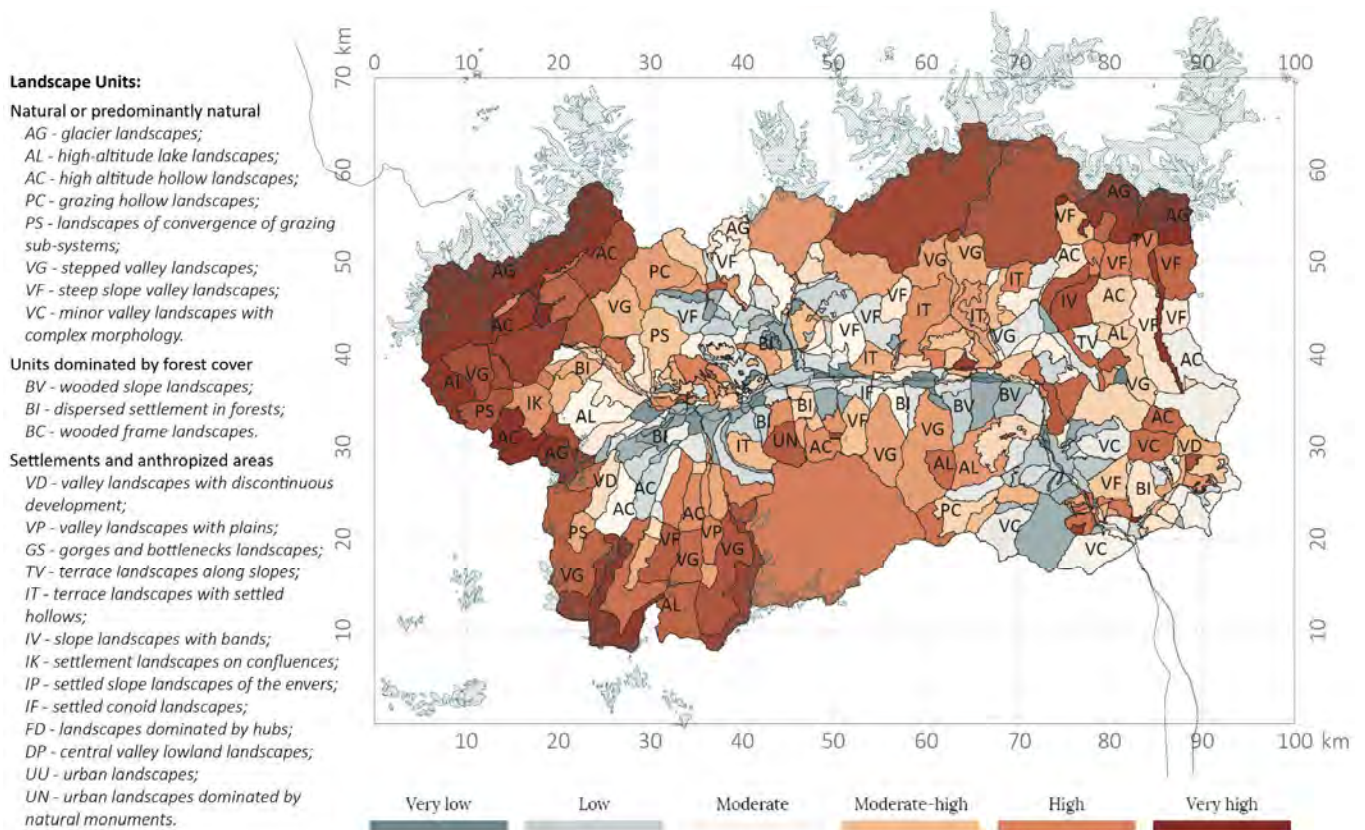 Landscape Units:
Natural or predominantly natural
AG - glacier landscapes;
AL - high-altitude lake landscapes;
AC - high altitude hollow landscapes;
PC - grazing hollow landscapes;
PS - landscapes of convergence of grazing
sub-systems;
VG - stepped valley landscapes;
VF - steep slope valley landscapes;
VC - minor valley landscapes with
complex morphology.
Units dominated by forest cover
BV - wooded slope landscapes;
BI - dispersed settlement in forests;
BC - wooded frame landscapes.
Settlements and anthropized areas
VD - valley landscapes with discontinuous
development;
VP - valley landscapes with plains;
GS - gorges and bottlenecks landscapes;
TV - terrace landscapes along slopes;
IT - terrace landscapes with settled
hollows;
IV - slope landscapes with bands;
IK - settlement landscapes on confluences;
IP - settled slope landscapes of the envers;
IF - settled conoid landscapes;
FD - landscapes dominated by hubs;
DP - central valley lowland landscapes;
UU - urban landscapes;
UN - urban landscapes dominated by
natural monuments.
km
0 10 20 30 40 50 60 70 80 90 100
70
60
50
40
30
20
10
70
60
50
40
30
20
10
AG
AG
AG
VF
TV
AC
AG
VF
VG
VG
AC
VF
AG
PC
IT
IV
AC
VF
VF
VG
VF
VF
VF
IT
IT
AC
PS
VF
BI
VG
AL
TV
VF
AC
VG
BI
IT
VG
PS
IK
AL
IF
BI
BV
BV
AC
AC
BI
BI
BI
VF
VG
VC
VC
VD
AG
IT
UN
AC
VG
AL
AL
VD
AC
AC
AC
VF
BI
PC
PS
VF
VP
VG
VG
VC
VC
VG
AL
10 20 30 40 50 60 70 80 90 100 km
Very low
Low
Moderate
Moderate-high
High
Very high